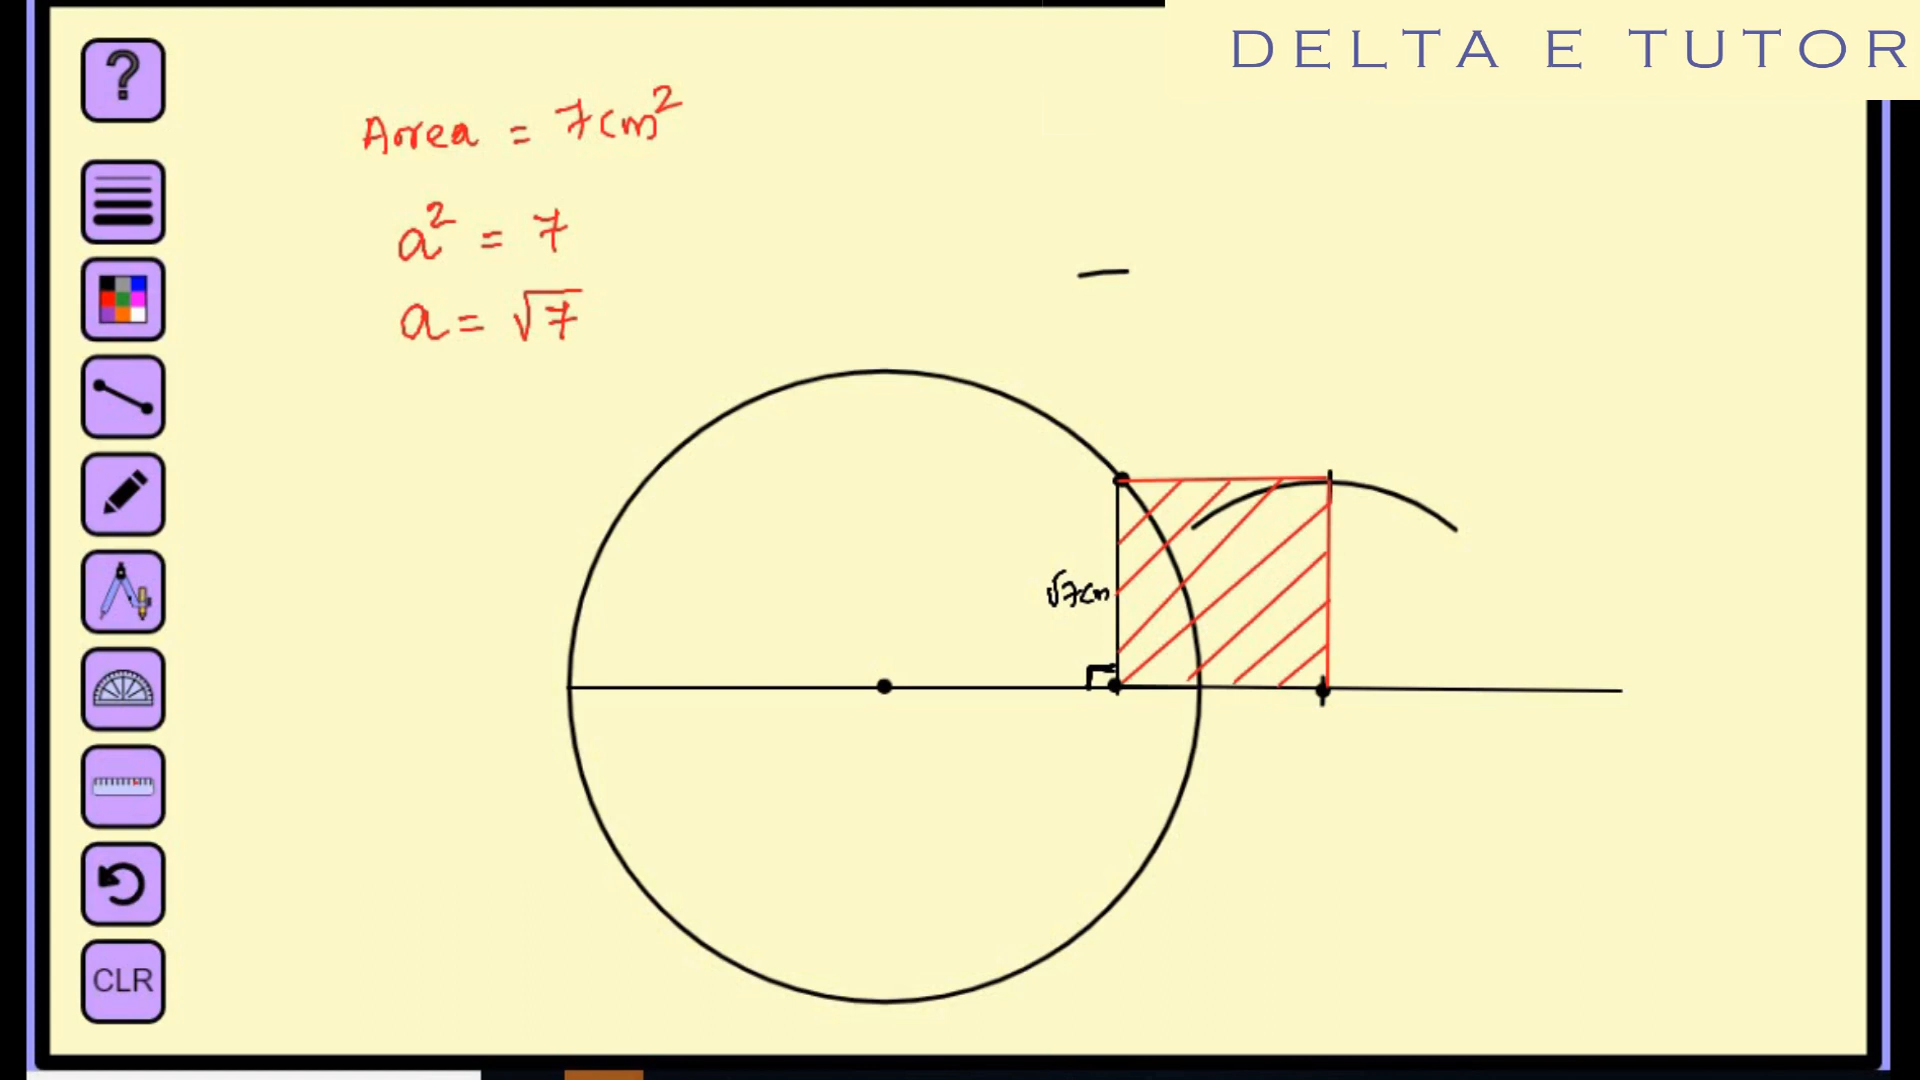 DELTA E TUTOR
?
Area = 7cm²
a² = 7
a = √7
√7cm
CLR